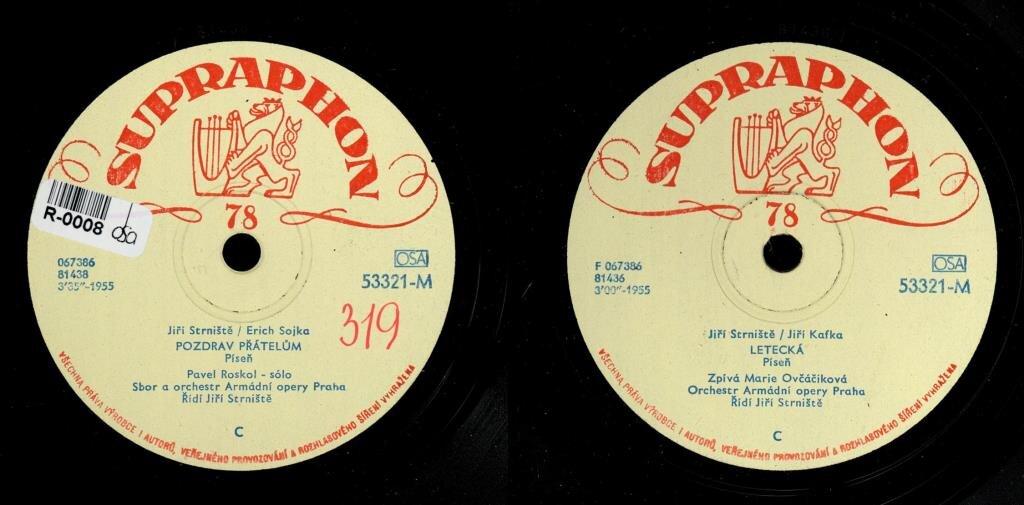 SUPRAPHON
78
R-0008 osa
067386
81438
3'35"-1955
OSA
53321-M
319
Jiří Strniště / Erich Sojka
POZDRAV PŘÁTELŮM
Píseň
Pavel Roskol - sólo
Sbor a orchestr Armádní opery Praha
Řídí Jiří Strniště
C
VŠECHNA PRÁVA VÝROBCE I AUTORŮ, VEŘEJNÉHO PROVOZOVÁNÍ A ROZHLASOVÉHO ŠÍŘENÍ VYHRAŽENA
SUPRAPHON
78
F 067386
81436
3'00"-1955
OSA
53321-M
Jiří Strniště / Jiří Kafka
LETECKÁ
Píseň
Zpívá Marie Ovčáčíková
Orchestr Armádní opery Praha
Řídí Jiří Strniště
C
VŠECHNA PRÁVA VÝROBCE I AUTORŮ, VEŘEJNÉHO PROVOZOVÁNÍ A ROZHLASOVÉHO ŠÍŘENÍ VYHRAŽENA